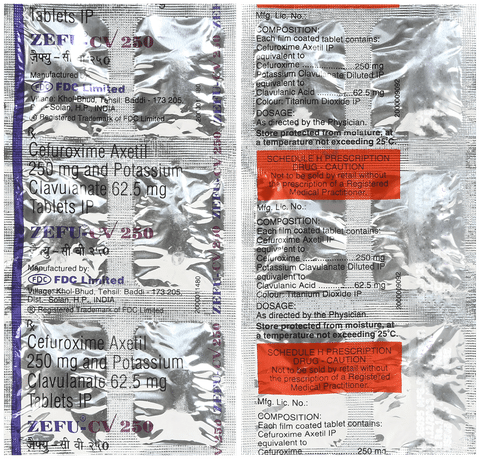 Tablets IP
ZEFU-CV 250
ज़ेफ्यु - सी वी २५०
Manufactured by:
FDC FDC Limited
Village: Khol-Bhud, Tehsil: Baddi - 173 205,
Solan, H.P., INDIA
® Registered Trademark of FDC Limited
Rx
Cefuroxime Axetil
250 mg and Potassium
Clavulanate 62.5 mg
Tablets IP
ZEFU-CV 250
ज़ेफ्यु - सी वी २५०
Manufactured by:
FDC FDC Limited
Village: Khol-Bhud, Tehsil: Baddi - 173 205,
Dist.- Solan, H.P., INDIA
® Registered Trademark of FDC Limited
Rx
Cefuroxime Axetil
250 mg and Potassium
Clavulanate 62.5 mg
Tablets IP
ZEFU-CV 250
ज़ेफ्यु - सी वी २५०
ZEFU-CV 250
ZEFU-CV 250
Mfg. Lic. No.:
COMPOSITION:
Each film coated tablet contains:
Cefuroxime Axetil IP
equivalent to
Cefuroxime 250 mg
Potassium Clavulanate Diluted IP
equivalent to
Clavulanic Acid 62.5 mg
Colour: Titanium Dioxide IP
DOSAGE:
As directed by the Physician.
Store protected from moisture, at
a temperature not exceeding 25°C.
SCHEDULE H PRESCRIPTION
DRUG - CAUTION
Not to be sold by retail without
the prescription of a Registered
Medical Practitioner.
Mfg. Lic. No.:
COMPOSITION:
Each film coated tablet contains:
Cefuroxime Axetil IP
equivalent to
Cefuroxime 250 mg
Potassium Clavulanate Diluted IP
equivalent to
Clavulanic Acid 62.5 mg
Colour: Titanium Dioxide IP
DOSAGE:
As directed by the Physician.
Store protected from moisture, at
a temperature not exceeding 25°C.
SCHEDULE H PRESCRIPTION
DRUG - CAUTION
Not to be sold by retail without
the prescription of a Registered
Medical Practitioner.
Mfg. Lic. No.:
COMPOSITION:
Each film coated tablet contains:
Cefuroxime Axetil IP
equivalent to
Cefuroxime 250 mg